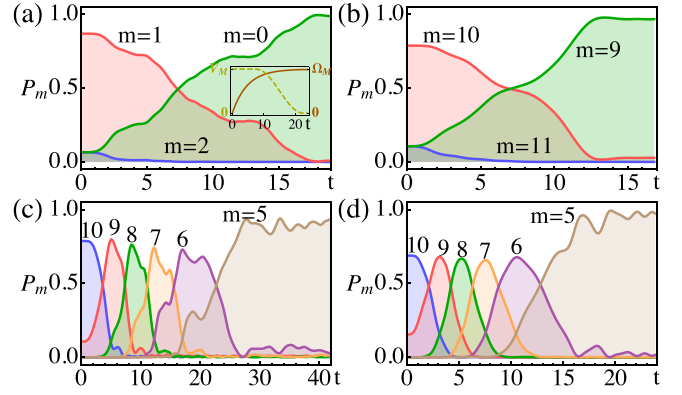 (a) 1.0 m=1 m=0
P_m 0.5
V_M Ω_M
0 0
0 10 20 t
m=2
0.0
0 5 10 15 t
(b) 1.0 m=10 m=9
P_m 0.5
m=11
0.0
0 5 10 15 t
(c) 1.0 10 9 8 7 6 m=5
P_m 0.5
0.0
0 10 20 30 40 t
(d) 1.0 10 9 8 7 6 m=5
P_m 0.5
0.0
0 5 10 15 20 t